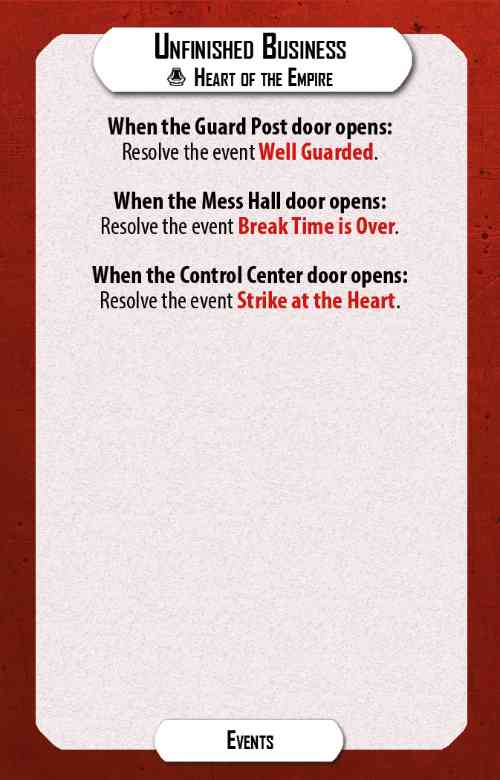 Unfinished Business
Heart of the Empire
When the Guard Post door opens:
Resolve the event Well Guarded.
When the Mess Hall door opens:
Resolve the event Break Time is Over.
When the Control Center door opens:
Resolve the event Strike at the Heart.
Events